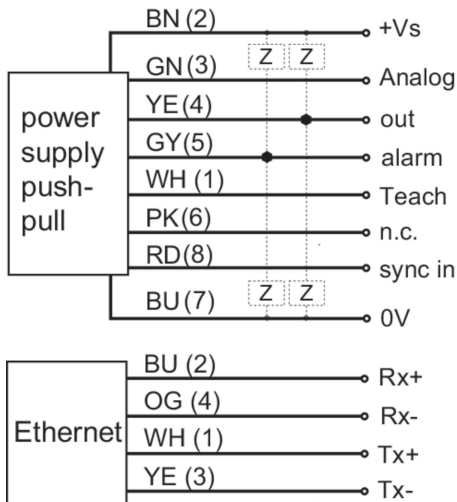 BN (2) +Vs
Z Z
GN (3) Analog
YE (4) out
GY (5) alarm
WH (1) Teach
PK (6) n.c.
RD (8) sync in
Z Z
BU (7) 0V
power
supply
push-
pull
BU (2) Rx+
OG (4) Rx-
WH (1) Tx+
YE (3) Tx-
Ethernet